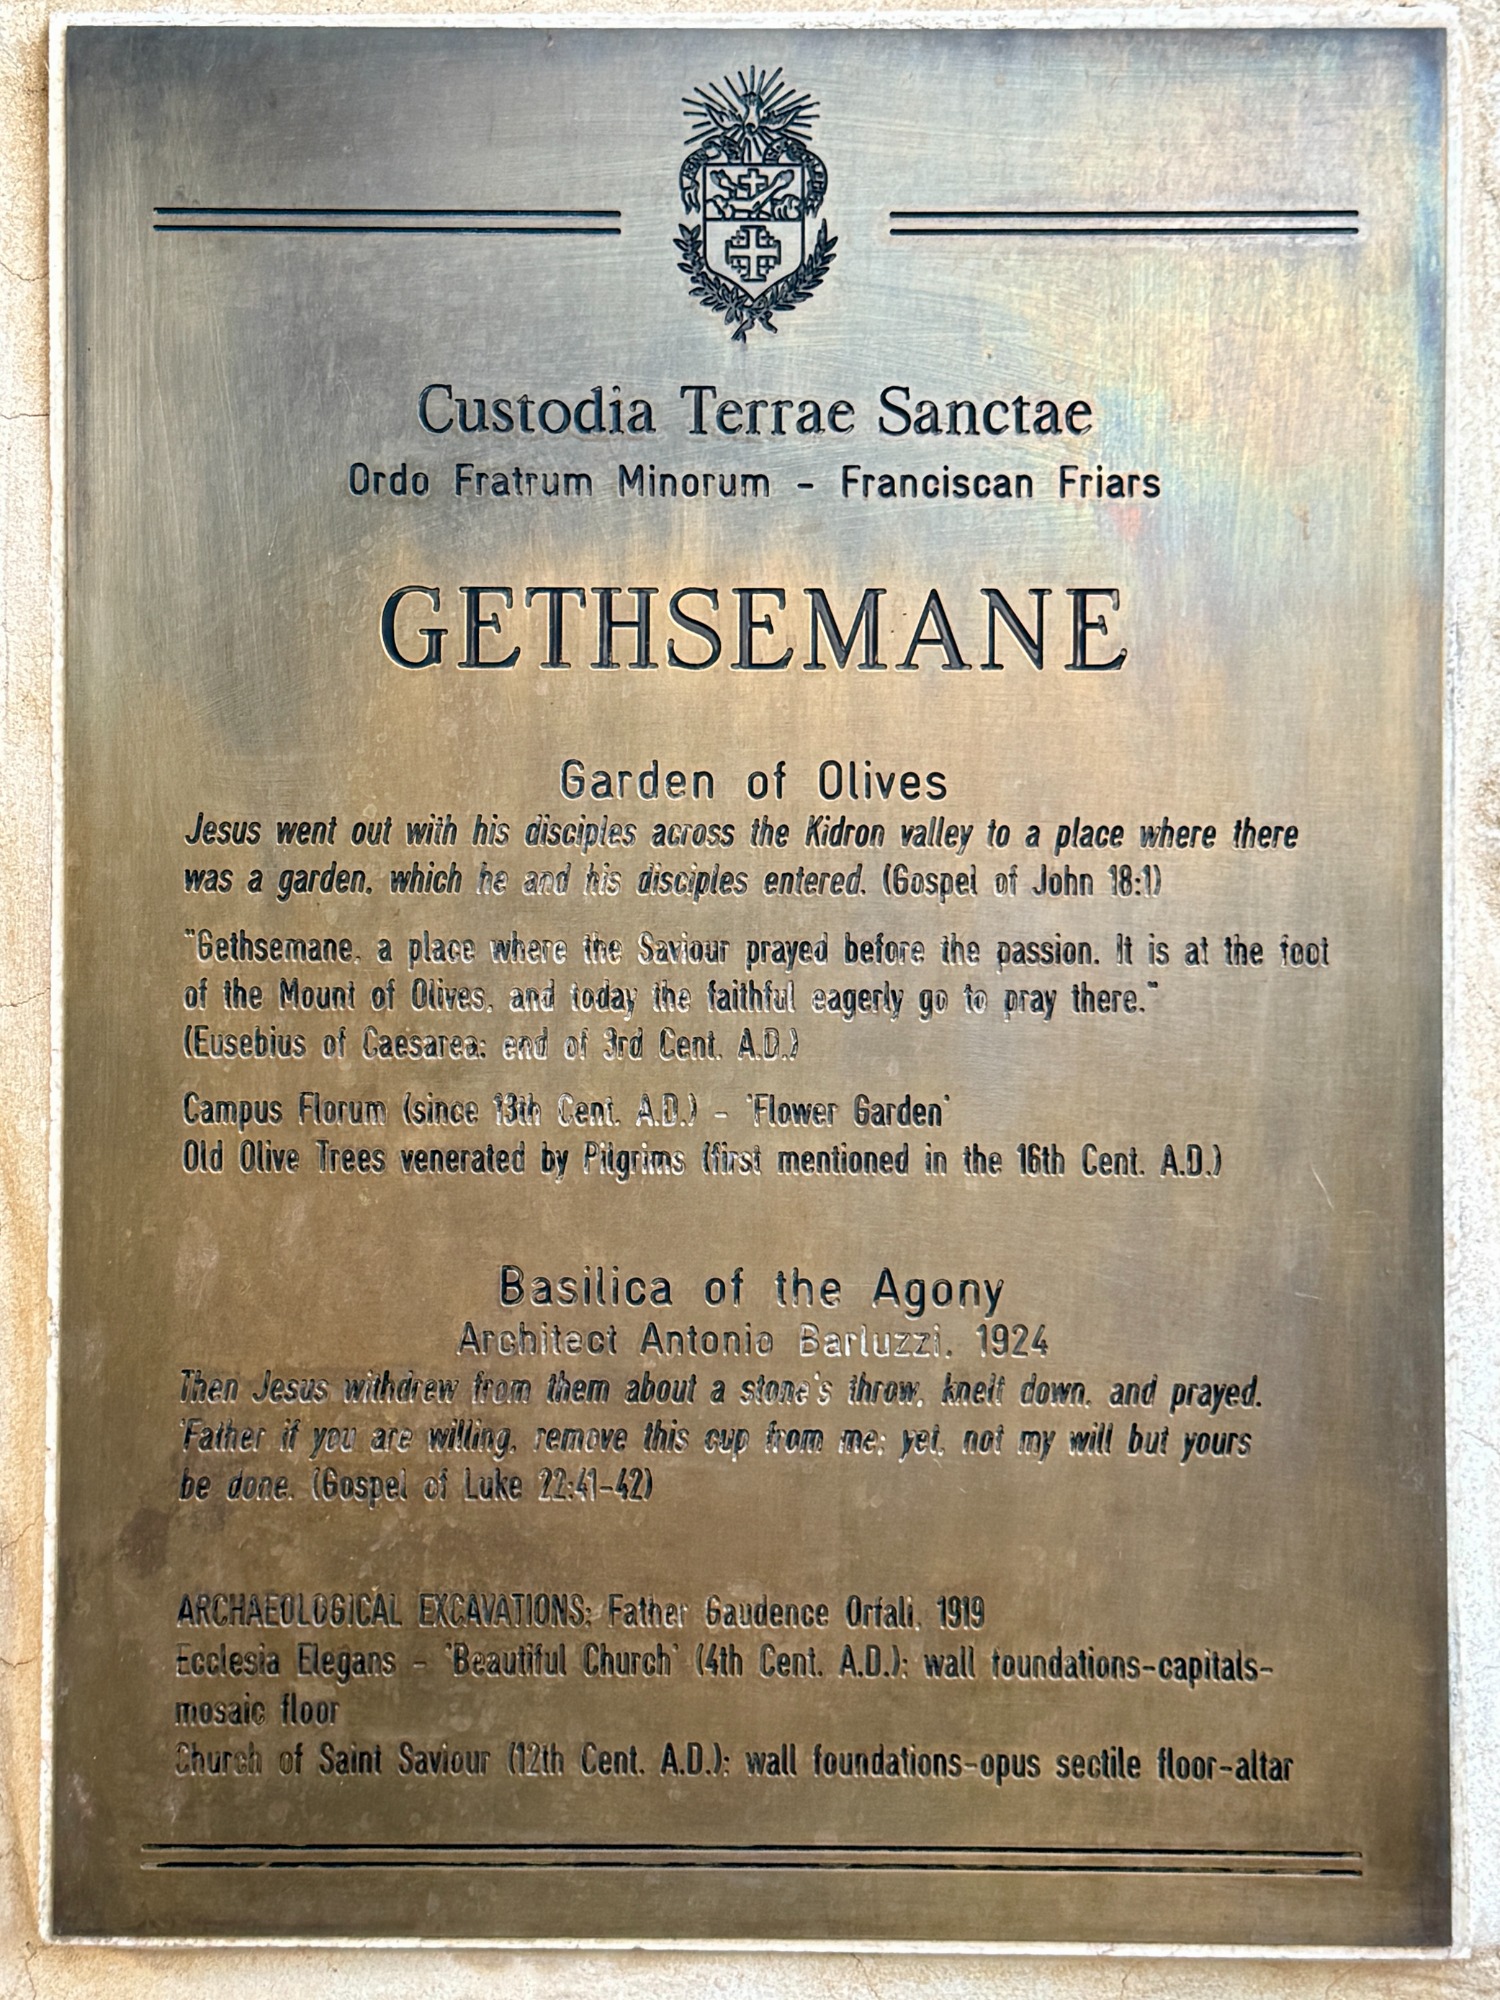 Custodia Terrae Sanctae
Ordo Fratrum Minorum - Franciscan Friars
GETHSEMANE
Garden of Olives
Jesus went out with his disciples across the Kidron valley to a place where there
was a garden, which he and his disciples entered. (Gospel of John 18:1)
"Gethsemane, a place where the Saviour prayed before the passion. It is at the foot
of the Mount of Olives, and today the faithful eagerly go to pray there."
(Eusebius of Caesarea; end of 3rd Cent. A.D.)
Campus Florum (since 13th Cent. A.D.) - 'Flower Garden'
Old Olive Trees venerated by Pilgrims (first mentioned in the 16th Cent. A.D.)
Basilica of the Agony
Architect Antonio Barluzzi, 1924
Then Jesus withdrew from them about a stone's throw, knelt down, and prayed.
'Father if you are willing, remove this cup from me; yet, not my will but yours
be done. (Gospel of Luke 22:41-42)
ARCHAEOLOGICAL EXCAVATIONS: Father Gaudence Orfali, 1919
Ecclesia Elegans - 'Beautiful Church' (4th Cent. A.D.): wall foundations-capitals-
mosaic floor
Church of Saint Saviour (12th Cent. A.D.): wall foundations-opus sectile floor-altar